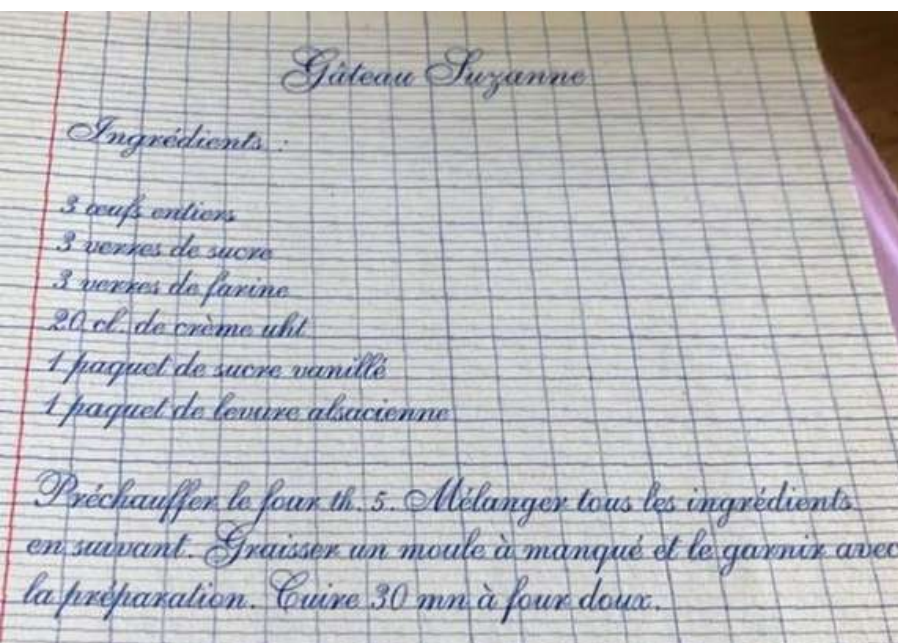 Gâteau Suzanne
Ingrédients :
3 œufs entiers
3 verres de sucre
3 verres de farine
20 cl. de crème uht
1 paquet de sucre vanillé
1 paquet de levure alsacienne
Préchauffer le four th. 5. Mélanger tous les ingrédients
en suivant. Graisser un moule à manqué et le garnir avec
la préparation. Cuire 30 mn à four doux.